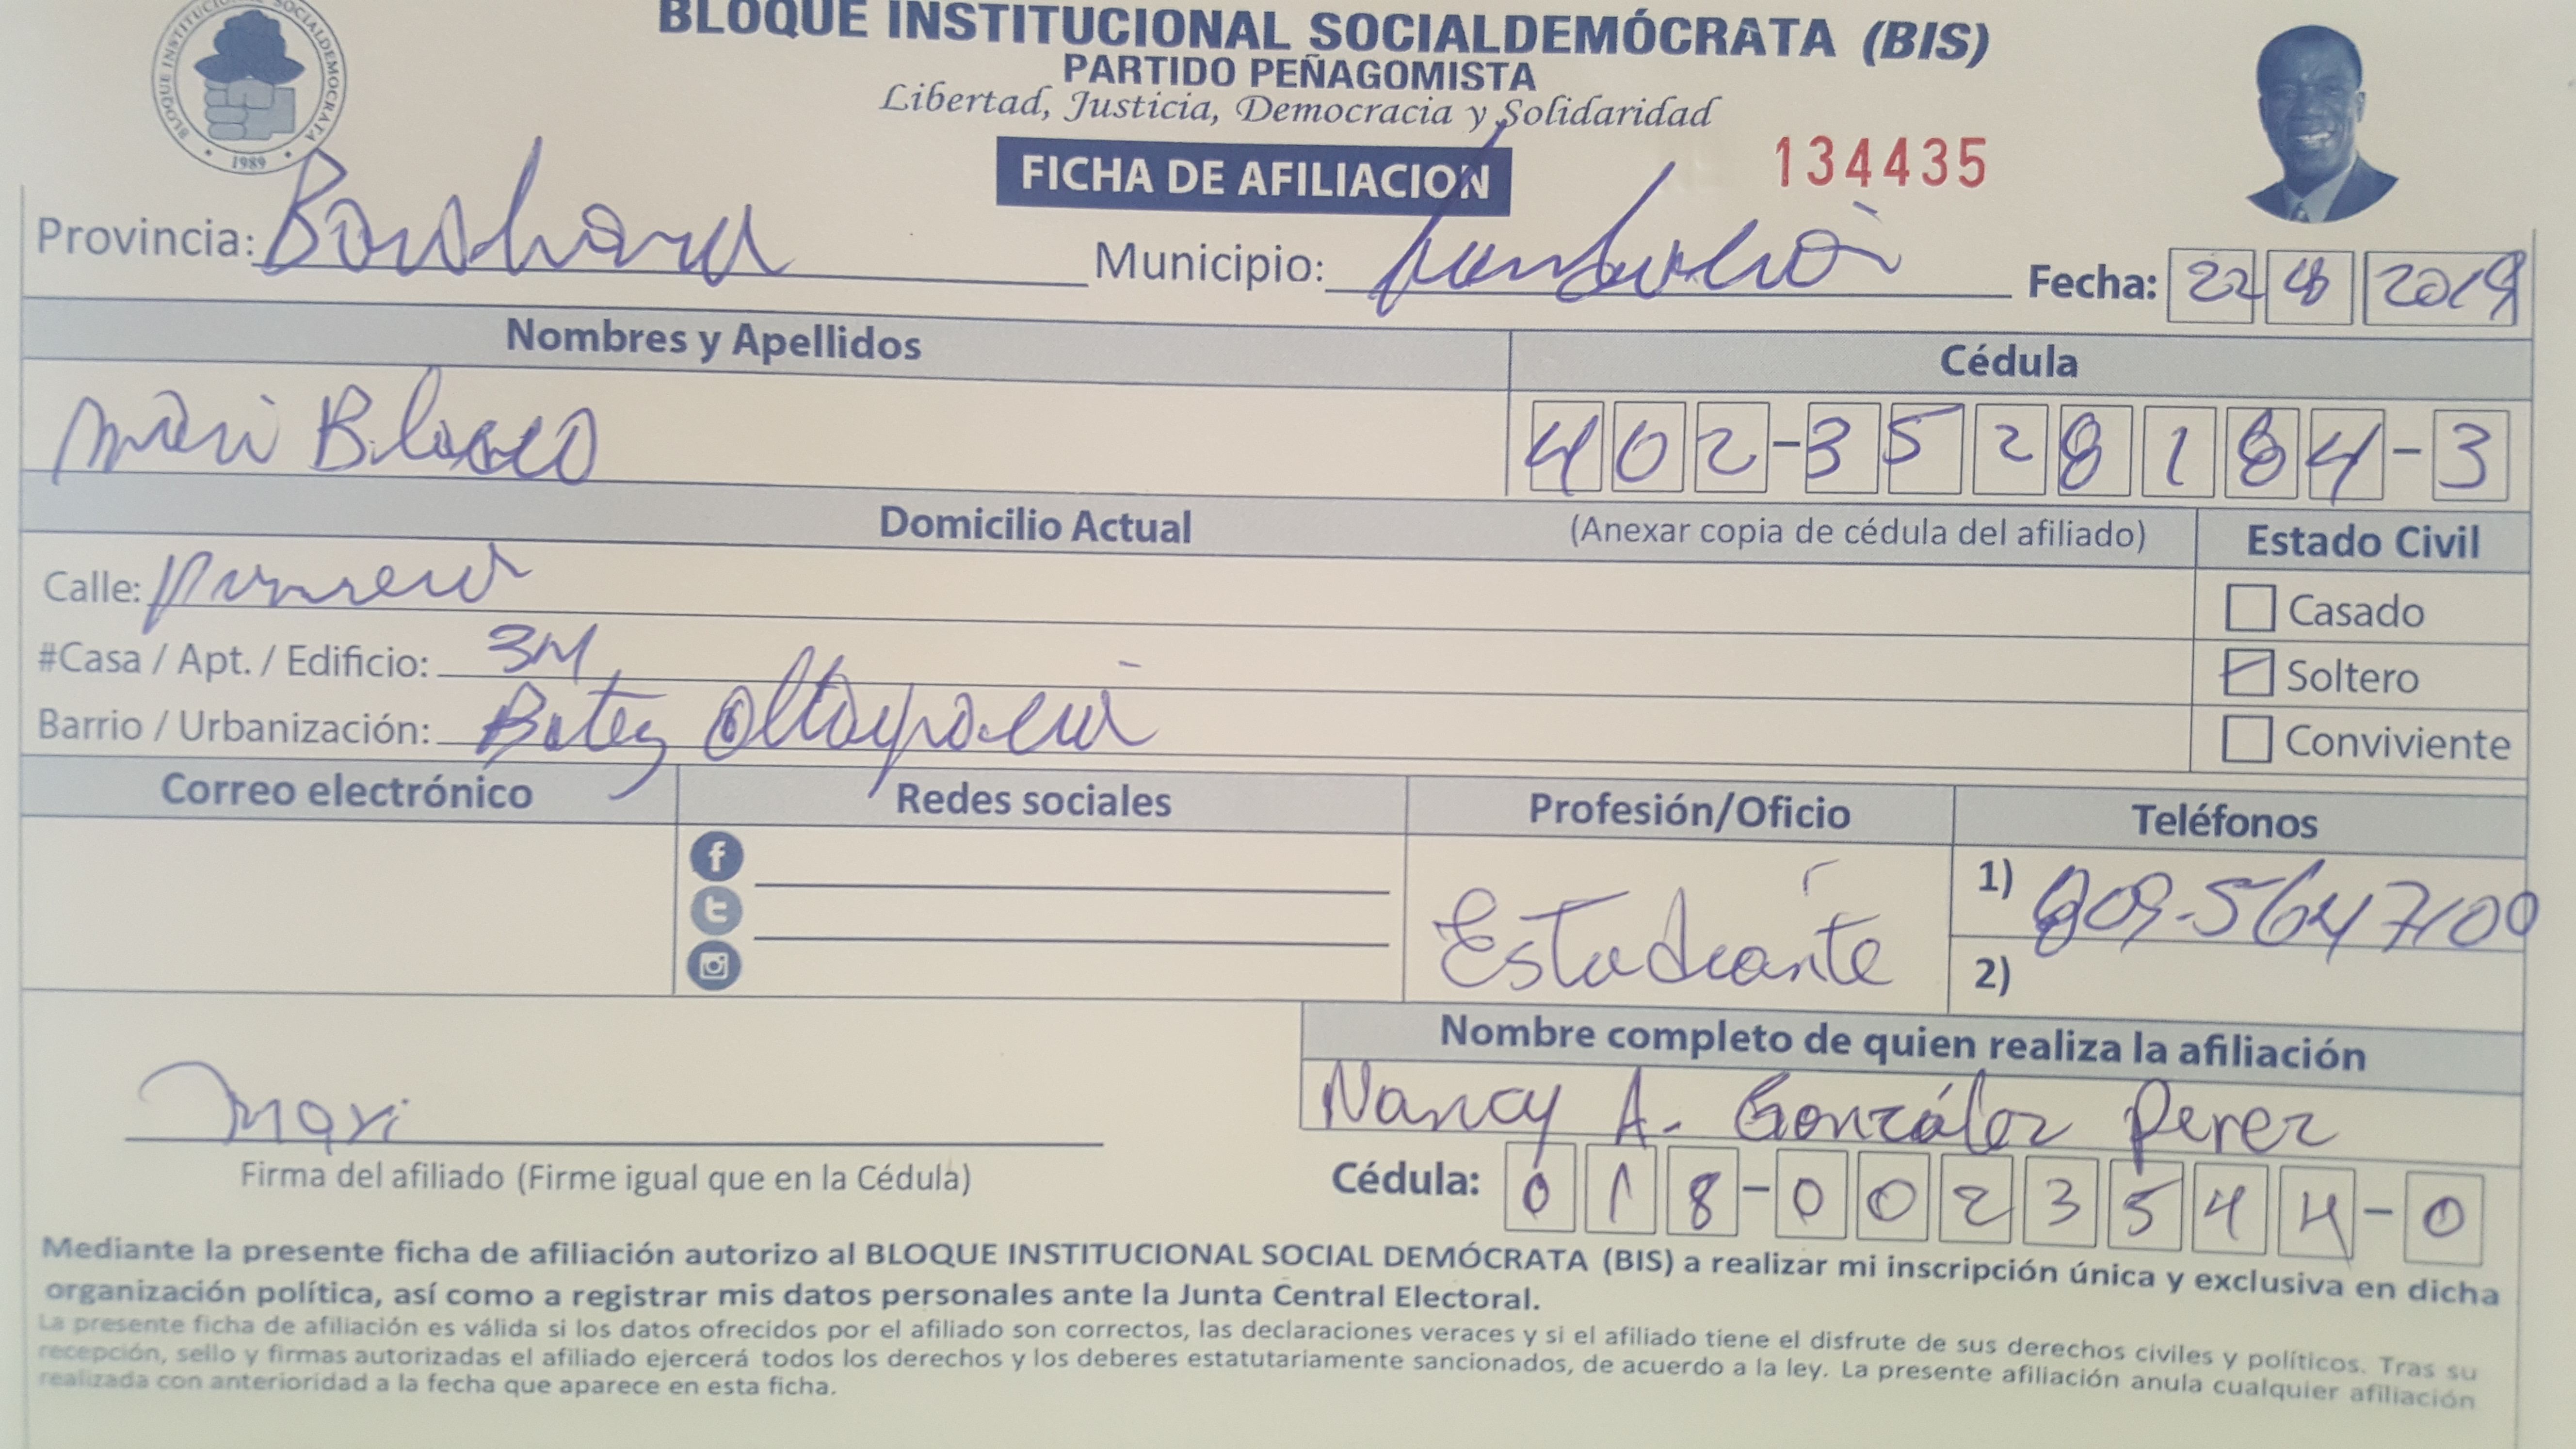 BLOQUE INSTITUCIONAL SOCIALDEMOCRATA
1989
BLOQUE INSTITUCIONAL SOCIALDEMÓCRATA (BIS)
PARTIDO PEÑAGOMISTA
Libertad, Justicia, Democracia y Solidaridad
FICHA DE AFILIACION
134435
Provincia:
Municipio:
Fecha: 22 8 2019
Nombres y Apellidos
Cédula
Mari Blasco
402-3528184-3
Domicilio Actual
(Anexar copia de cédula del afiliado)
Estado Civil
Calle: Primera
Casado
#Casa / Apt. / Edificio: 3M
Soltero
Barrio / Urbanización: Batey
Conviviente
Correo electrónico
Redes sociales
Profesión/Oficio
Teléfonos
Estudiante
1) 809-5647100
2)
Nombre completo de quien realiza la afiliación
Nancy A. González Perez
Mari
Firma del afiliado (Firme igual que en la Cédula)
Cédula: 018-0023544-0
Mediante la presente ficha de afiliación autorizo al BLOQUE INSTITUCIONAL SOCIAL DEMÓCRATA (BIS) a realizar mi inscripción única y exclusiva en dicha
organización política, así como a registrar mis datos personales ante la Junta Central Electoral.
La presente ficha de afiliación es válida si los datos ofrecidos por el afiliado son correctos, las declaraciones veraces y si el afiliado tiene el disfrute de sus derechos civiles y políticos. Tras su
recepción, sello y firmas autorizadas el afiliado ejercerá todos los derechos y los deberes estatutariamente sancionados, de acuerdo a la ley. La presente afiliación anula cualquier afiliación
realizada con anterioridad a la fecha que aparece en esta ficha.